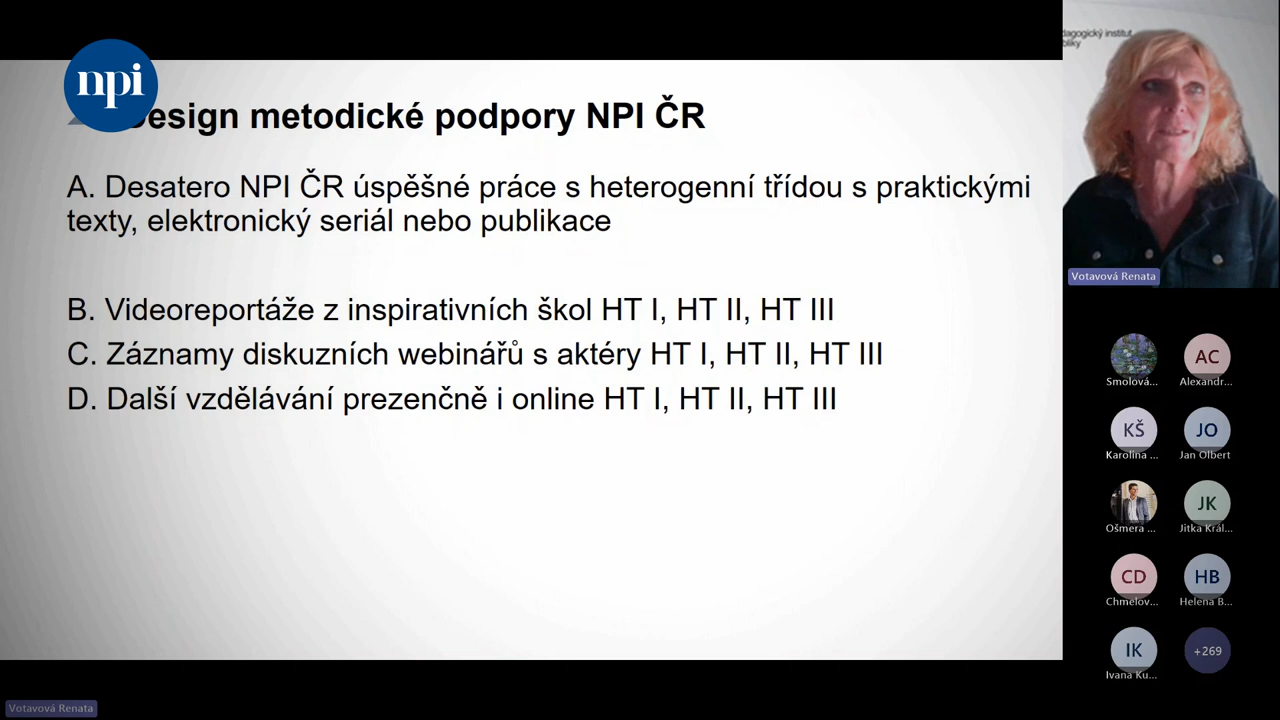 npi
Design metodické podpory NPI ČR
A. Desatero NPI ČR úspěšné práce s heterogenní třídou s praktickými
texty, elektronický seriál nebo publikace
B. Videoreportáže z inspirativních škol HT I, HT II, HT III
C. Záznamy diskuzních webinářů s aktéry HT I, HT II, HT III
D. Další vzdělávání prezenčně i online HT I, HT II, HT III
dagogický institut
Votavová Renata
Smolová...
AC
Alexandr...
KŠ
Karolína ...
JO
Jan Olbert
Ošmera ...
JK
Jitka Král...
CD
Chmelov...
HB
Helena B...
IK
Ivana Ku...
+269
Votavová Renata